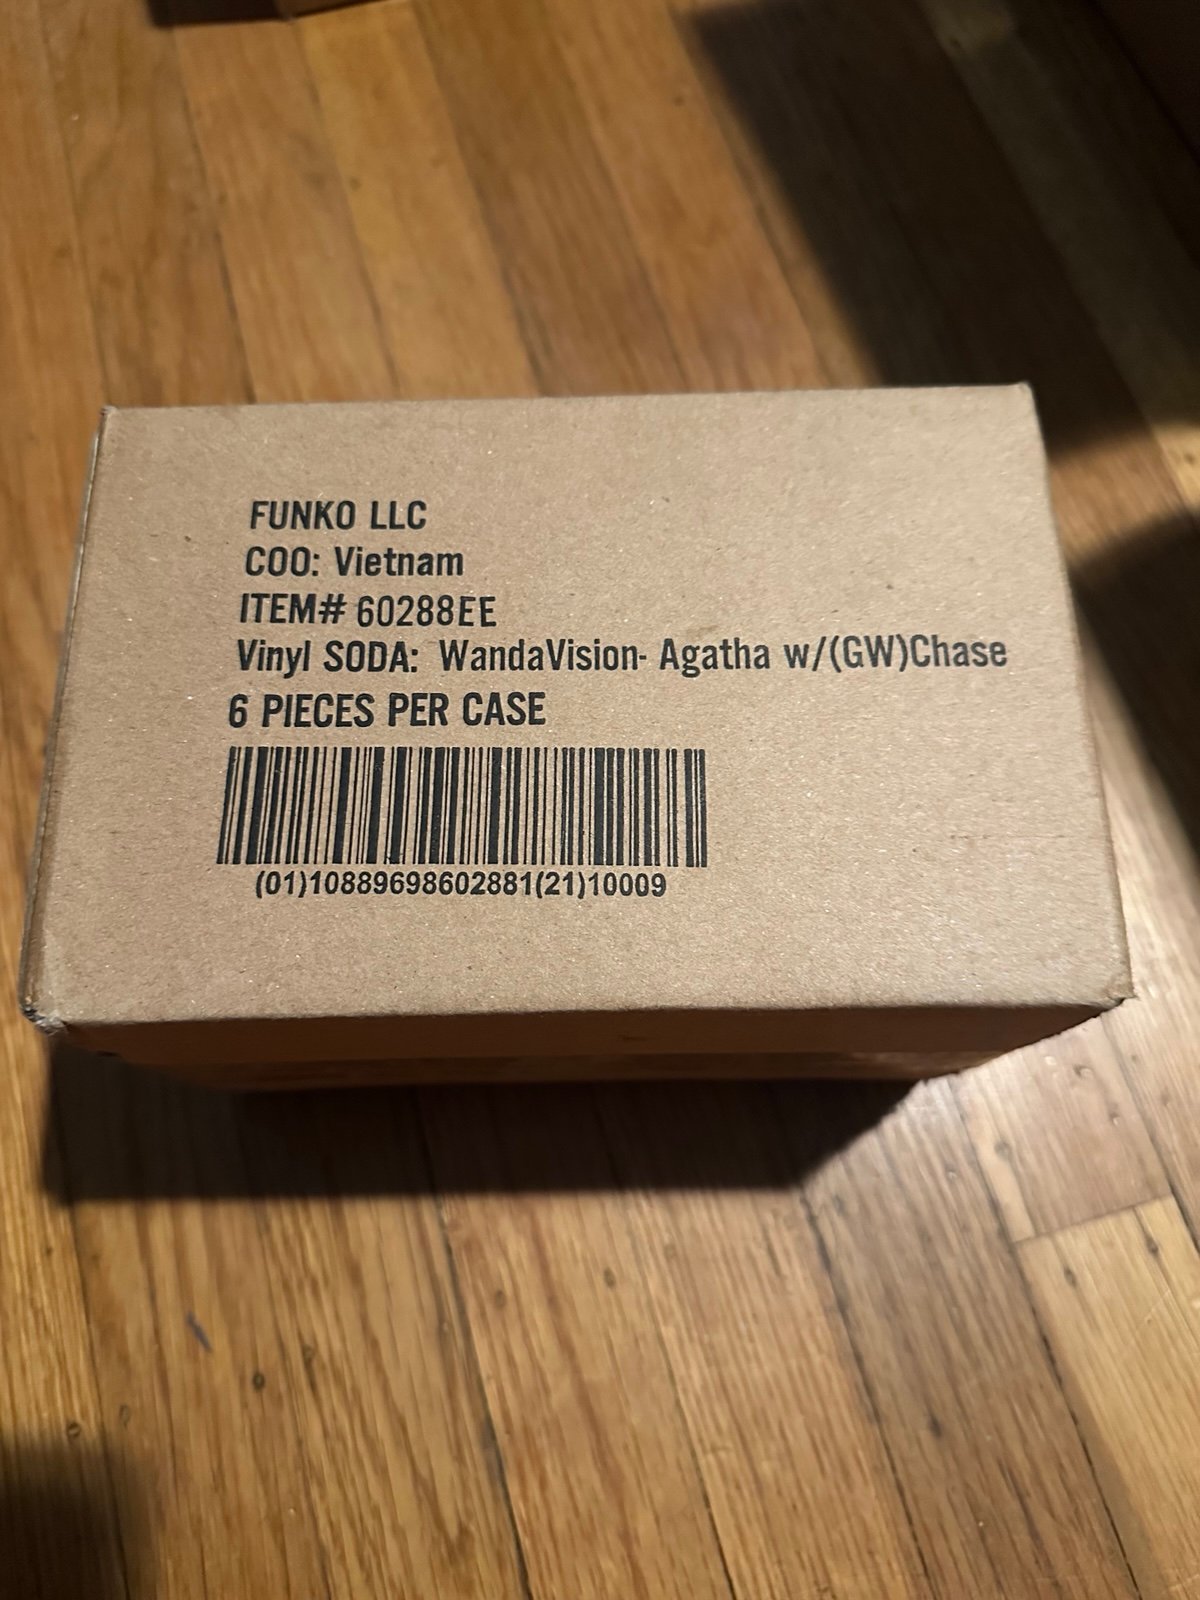 FUNKO LLC
COO: Vietnam
ITEM# 60288EE
Vinyl SODA: WandaVision- Agatha w/(GW)Chase
6 PIECES PER CASE
(01)10889698602881(21)10009